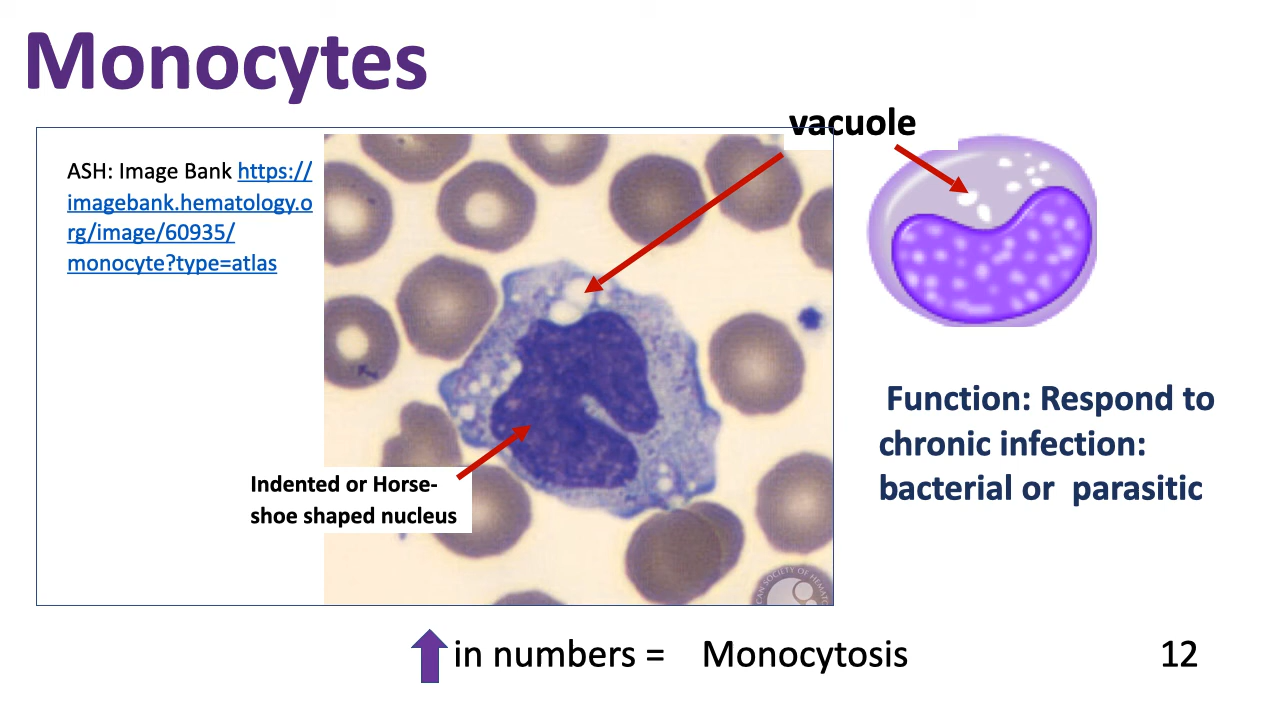 Monocytes
vacuole
ASH: Image Bank https://
imagebank.hematology.o
rg/image/60935/
monocyte?type=atlas
Indented or Horse-
shoe shaped nucleus
Function: Respond to
chronic infection:
bacterial or parasitic
in numbers = Monocytosis
12